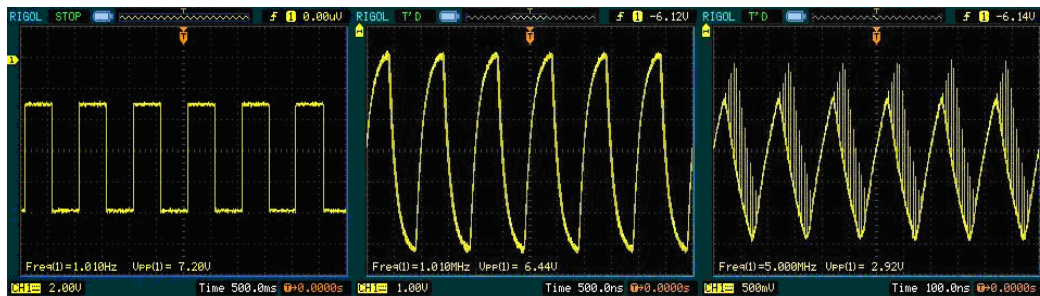 RIGOL STOP T f 1 0.00uV
1
T
Freq(1)=1.010Hz Vpp(1)= 7.20V
CH1 2.00V Time 500.0ms T→0.0000s
RIGOL T'D T f 1 -6.12V
T
Freq(1)=1.010MHz Vpp(1)= 6.44V
CH1 1.00V Time 500.0ns T→0.0000s
RIGOL T'D T f 1 -6.14V
T
Freq(1)=5.000MHz Vpp(1)= 2.92V
CH1 500mV Time 100.0ns T→0.0000s